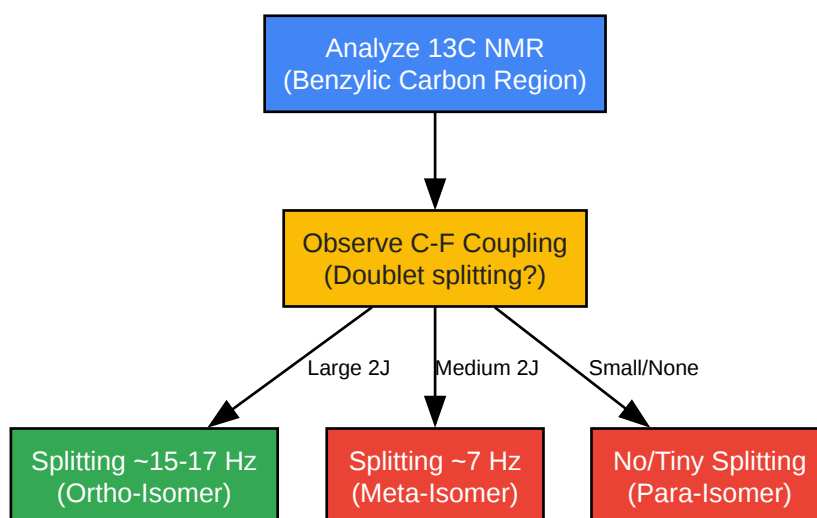 Analyze 13C NMR
(Benzylic Carbon Region)
Observe C-F Coupling
(Doublet splitting?)
Large 2J
Medium 2J
Small/None
Splitting ~15-17 Hz
(Ortho-Isomer)
Splitting ~7 Hz
(Meta-Isomer)
No/Tiny Splitting
(Para-Isomer)